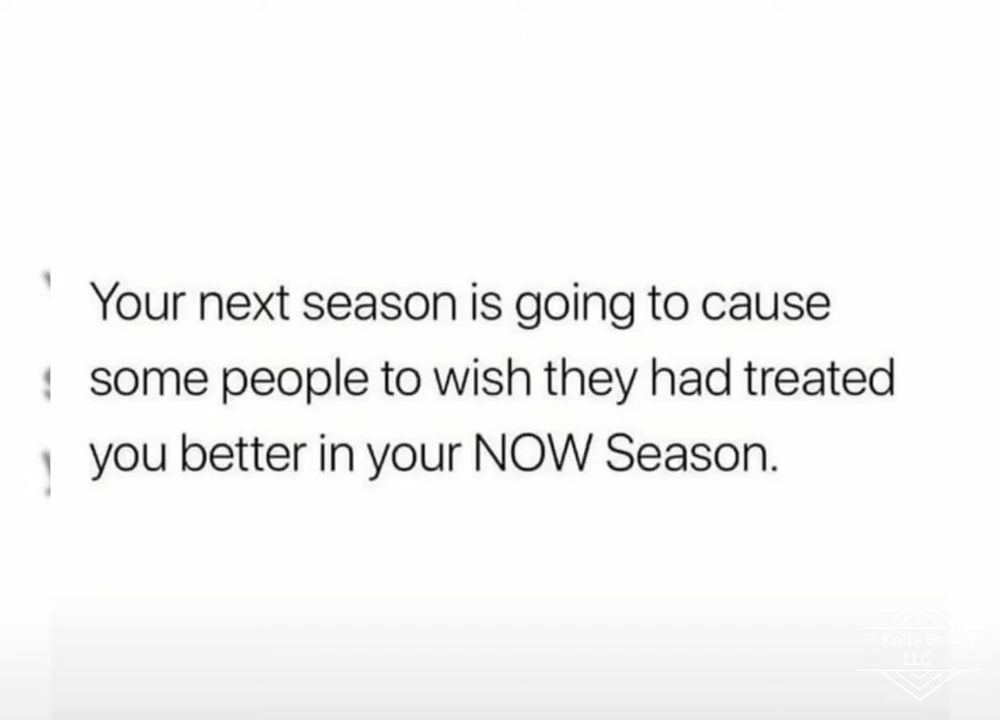 Your next season is going to cause
some people to wish they had treated
you better in your NOW Season.
LLC